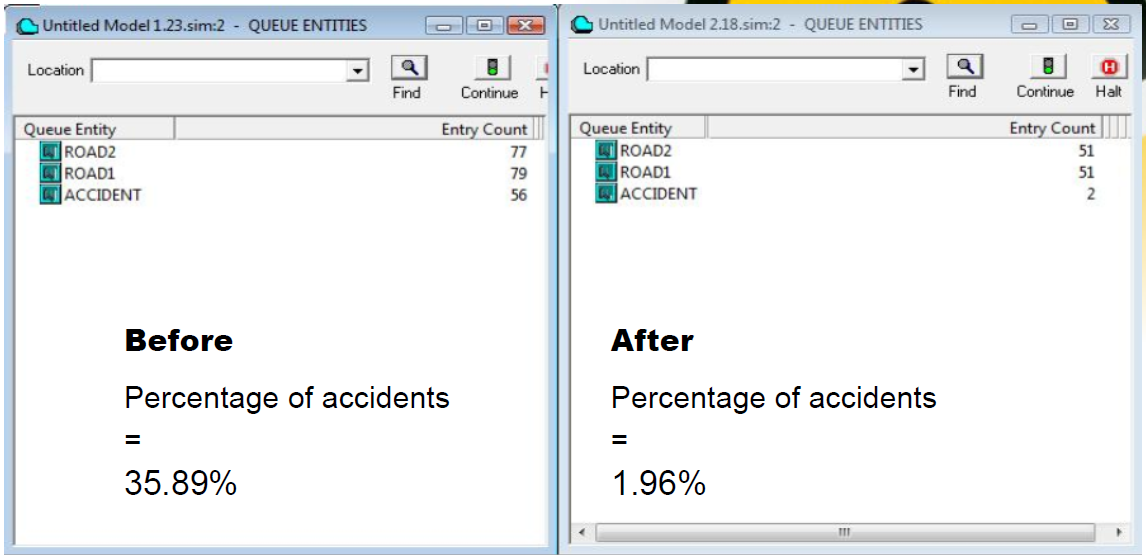 Untitled Model 1.23.sim:2 - QUEUE ENTITIES
Location
Find
Continue
H
Queue Entity Entry Count
ROAD2 77
ROAD1 79
ACCIDENT 56
Before
Percentage of accidents
=
35.89%
Untitled Model 2.18.sim:2 - QUEUE ENTITIES
Location
Find
Continue
Halt
Queue Entity Entry Count
ROAD2 51
ROAD1 51
ACCIDENT 2
After
Percentage of accidents
=
1.96%